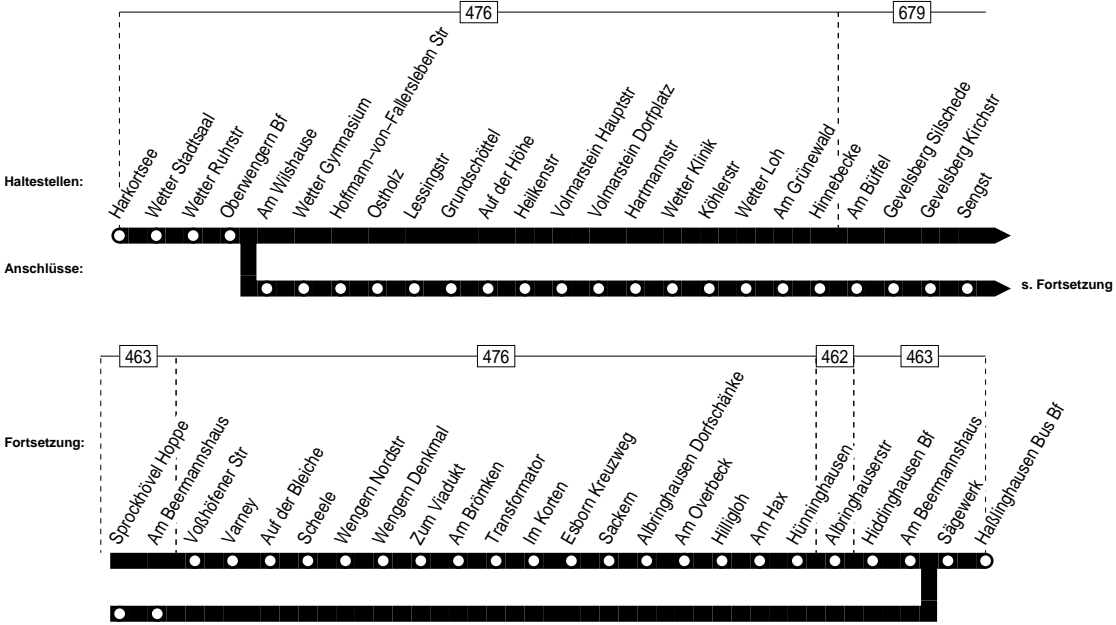 476
679
Hakortsee
Wetter Stadtsaal
Wetter Ruhrstr
Oberwengern Bf
Am Wilshause
Wetter Gymnasium
Hoffmann-von-Fallersleben Str
Ostholz
Lessingstr
Grundschöttel
Auf der Höhe
Heilkenstr
Volmarstein Hauptstr
Volmarstein Dorfplatz
Hartmannstr
Wetter Klinik
Köhlerstr
Wetter Loh
Am Grünewald
Hinnebecke
Am Büffel
Gevelsberg Silschede
Gevelsberg Kirchstr
Sengst
Haltestellen:
Anschlüsse:
s. Fortsetzung
463
476
462
463
Fortsetzung:
Sprockhövel Hoppe
Am Beermannshaus
Voßhöfener Str
Varney
Auf der Bleiche
Scheele
Wengern Nordstr
Wengern Denkmal
Zum Viadukt
Am Brömken
Transformator
Im Korten
Esborn Kreuzweg
Sackern
Albringhausen Dorfschänke
Am Overbeck
Hilligloh
Am Hax
Hünninghausen
Albringhauserstr
Hiddinghausen Bf
Am Beermannshaus
Sägewerk
Haßlinghausen Bus Bf